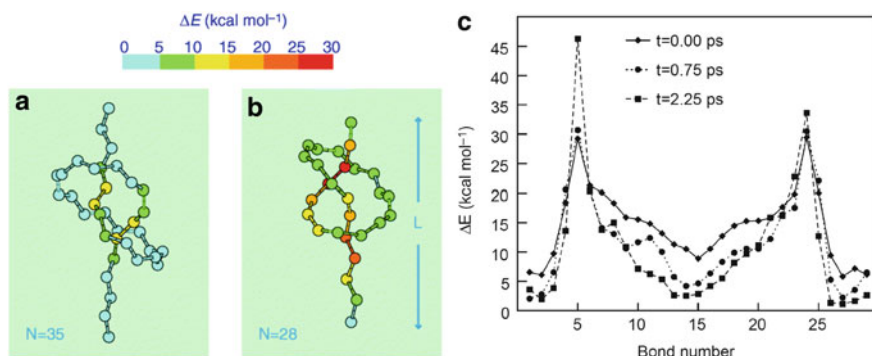 ΔE (kcal mol⁻¹)
0 5 10 15 20 25 30
a
N=35
b
L
N=28
c
ΔE (kcal mol⁻¹)
45
40
35
30
25
20
15
10
5
0
t=0.00 ps
t=0.75 ps
t=2.25 ps
5 10 15 20 25
Bond number